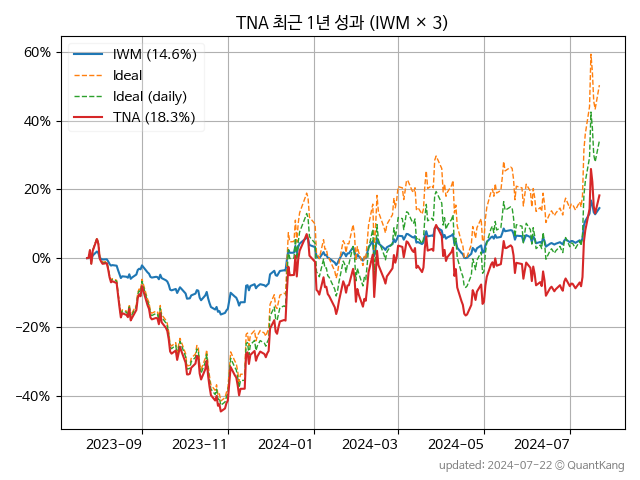 TNA 최근 1년 성과 (IWM × 3)
IWM (14.6%)
Ideal
Ideal (daily)
TNA (18.3%)
60%
40%
20%
0%
−20%
−40%
2023−09
2023−11
2024−01
2024−03
2024−05
2024−07
updated: 2024-07-22 © QuantKang